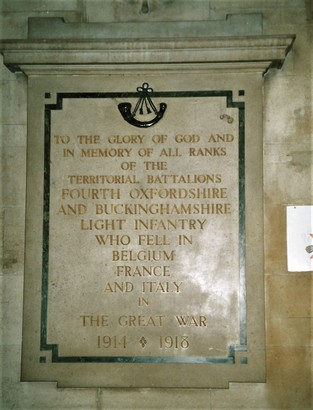 TO THE GLORY OF GOD AND
IN MEMORY OF ALL RANKS
OF THE
TERRITORIAL BATTALIONS
FOURTH OXFORDSHIRE
AND BUCKINGHAMSHIRE
LIGHT INFANTRY
WHO FELL IN
BELGIUM
FRANCE
AND ITALY
IN
THE GREAT WAR
1914 ✦ 1918